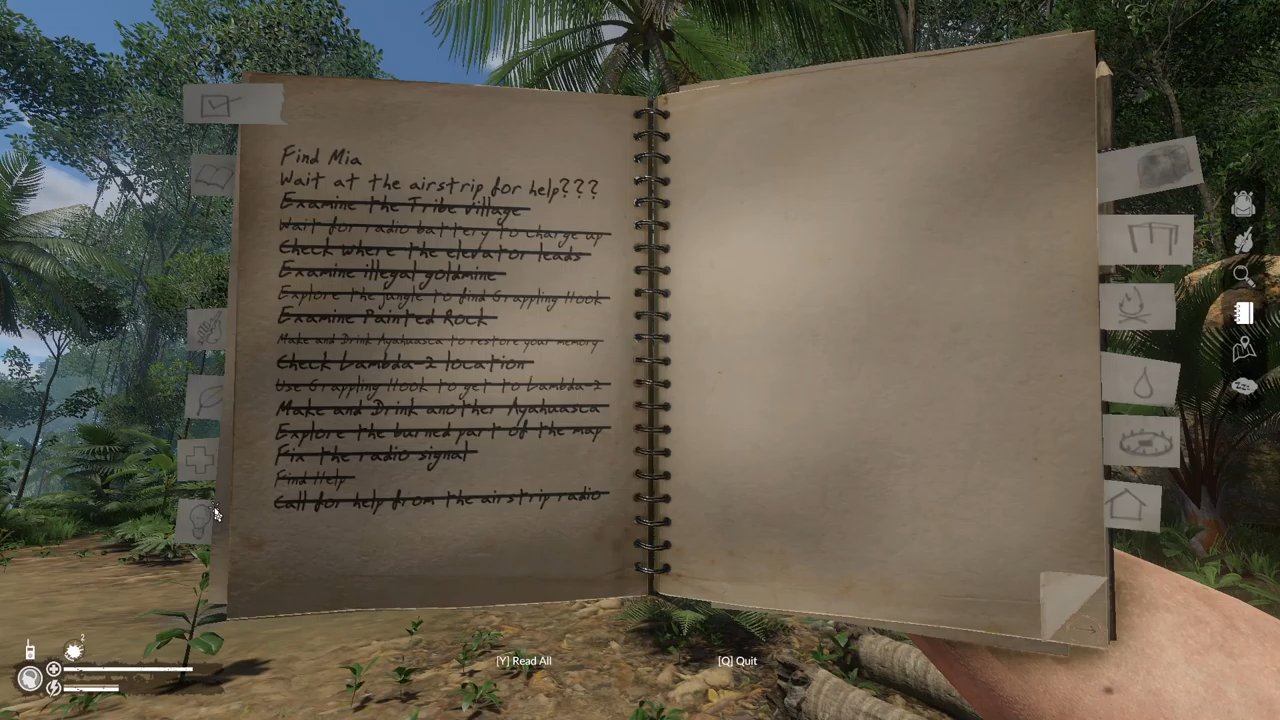 Find Mia
Wait at the airstrip for help???
Examine the Tribe village
Wait for radio battery to charge up
Check where the elevator leads
Examine illegal goldmine
Explore the jungle to find Grappling Hook
Examine Painted Rock
Make and Drink Ayahuasca to restore your memory
Check Lambda-2 location
Use Grappling Hook to get to Lambda-2
Make and Drink another Ayahuasca
Explore the burned part of the map
Fix the radio signal
Find Help
Call for help from the airstrip radio
zzz
2
[Y] Read All
[Q] Quit